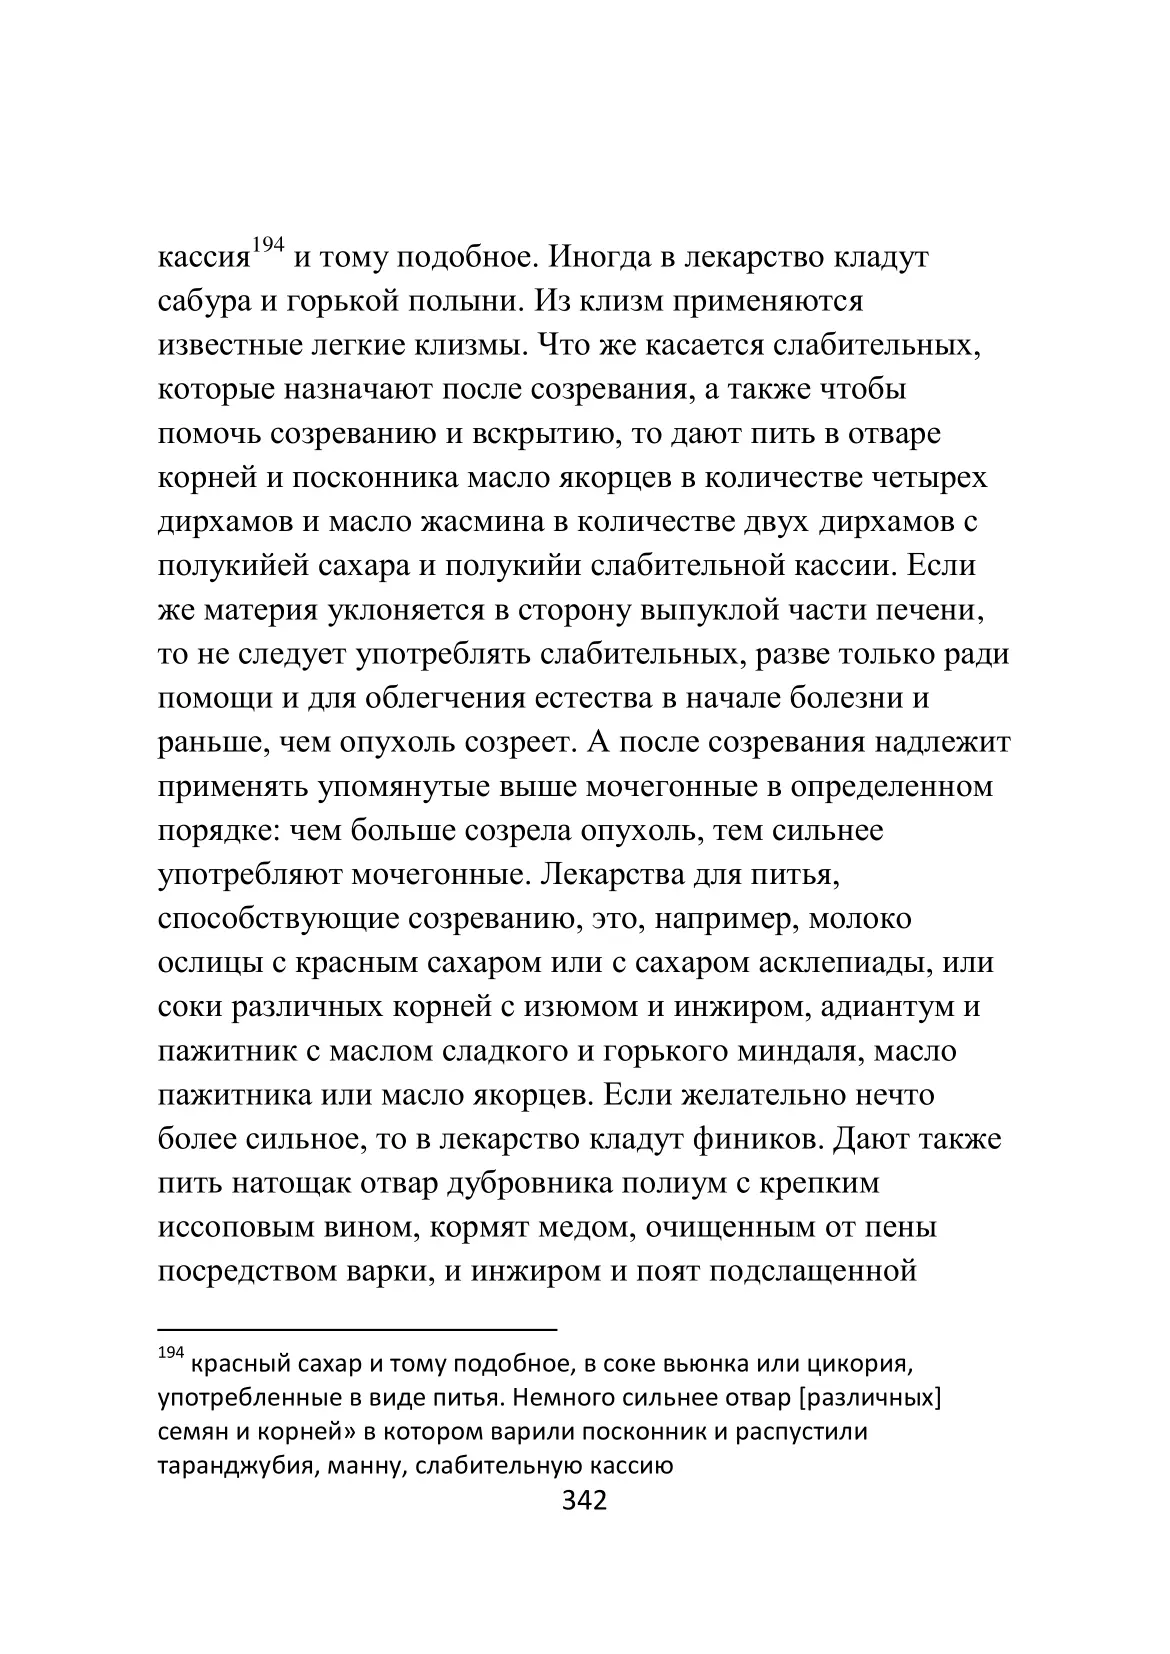 кассия194 и тому подобное. Иногда в лекарство кладут
сабура и горькой полыни. Из клизм применяются
известные легкие клизмы. Что же касается слабительных,
которые назначают после созревания, а также чтобы
помочь созреванию и вскрытию, то дают пить в отваре
корней и посконника масло якорцев в количестве четырех
дирхамов и масло жасмина в количестве двух дирхамов с
полукийей сахара и полукийи слабительной кассии. Если
же материя уклоняется в сторону выпуклой части печени,
то не следует употреблять слабительных, разве только ради
помощи и для облегчения естества в начале болезни и
раньше, чем опухоль созреет. А после созревания надлежит
применять упомянутые выше мочегонные в определенном
порядке: чем больше созрела опухоль, тем сильнее
употребляют мочегонные. Лекарства для питья,
способствующие созреванию, это, например, молоко
ослицы с красным сахаром или с сахаром асклепиады, или
соки различных корней с изюмом и инжиром, адиантум и
пажитник с маслом сладкого и горького миндаля, масло
пажитника или масло якорцев. Если желательно нечто
более сильное, то в лекарство кладут фиников. Дают также
пить натощак отвар дубровника полиум с крепким
иссоповым вином, кормят медом, очищенным от пены
посредством варки, и инжиром и поят подслащенной
194 красный сахар и тому подобное, в соке вьюнка или цикория,
употребленные в виде питья. Немного сильнее отвар [различных]
семян и корней» в котором варили посконник и распустили
таранджубия, манну, слабительную кассию
342